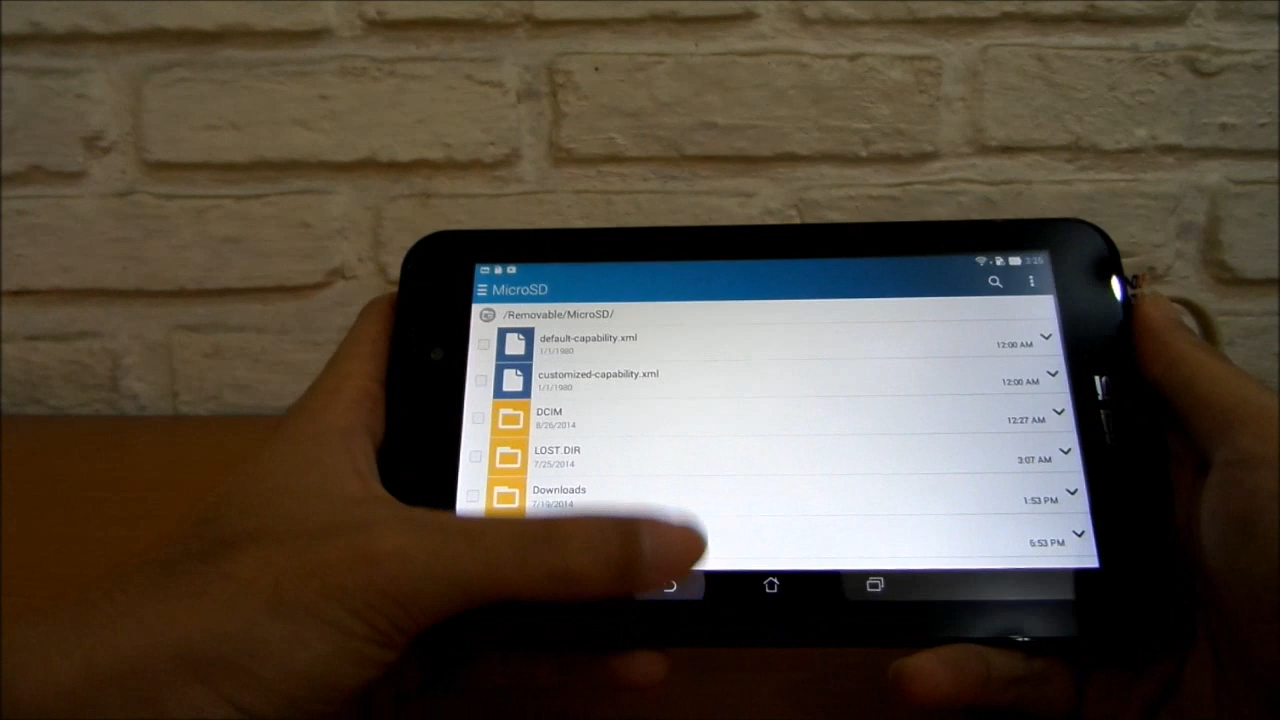 3:25
MicroSD
/Removable/MicroSD/
default-capability.xml
1/1/1980
12:00 AM
customized-capability.xml
1/1/1980
12:00 AM
DCIM
8/26/2014
12:27 AM
LOST.DIR
7/25/2014
3:07 AM
Downloads
7/19/2014
1:53 PM
6:53 PM